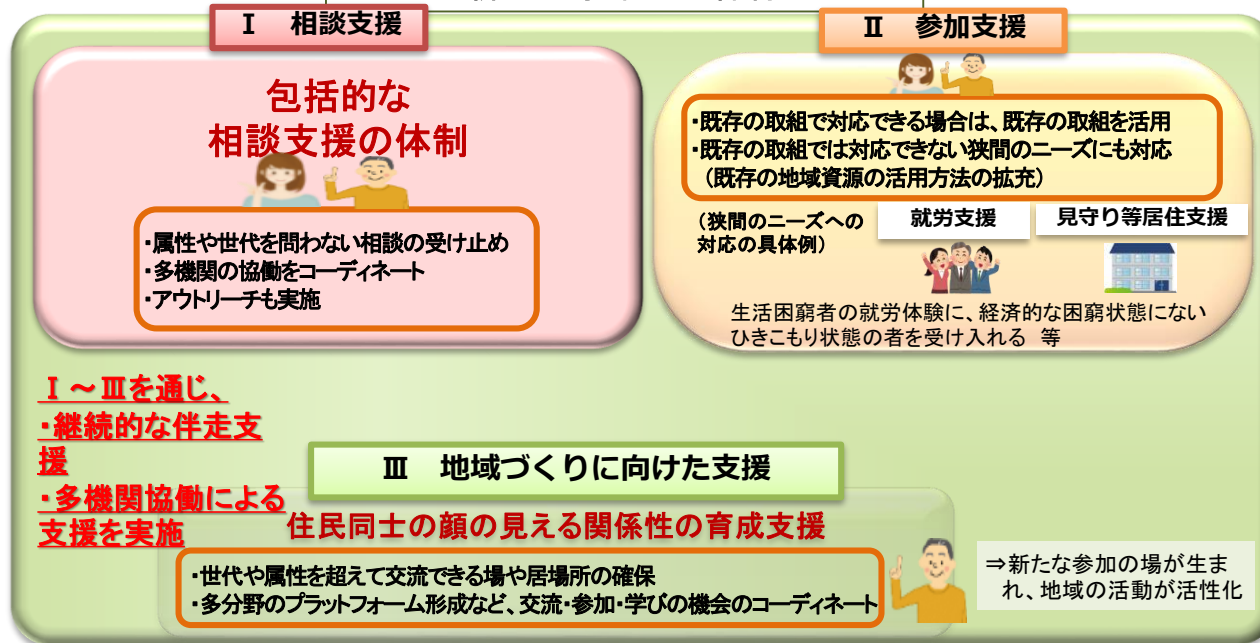 Ⅰ 相談支援
包括的な
相談支援の体制
・属性や世代を問わない相談の受け止め
・多機関の協働をコーディネート
・アウトリーチも実施
Ⅱ 参加支援
・既存の取組で対応できる場合は、既存の取組を活用
・既存の取組では対応できない狭間のニーズにも対応
（既存の地域資源の活用方法の拡充）
（狭間のニーズへの
対応の具体例）
就労支援
見守り等居住支援
生活困窮者の就労体験に、経済的な困窮状態にない
ひきこもり状態の者を受け入れる 等
Ⅰ～Ⅲを通じ、
・継続的な伴走支
援
・多機関協働による
支援を実施
Ⅲ 地域づくりに向けた支援
住民同士の顔の見える関係性の育成支援
・世代や属性を超えて交流できる場や居場所の確保
・多分野のプラットフォーム形成など、交流・参加・学びの機会のコーディネート
⇒新たな参加の場が生ま
れ、地域の活動が活性化